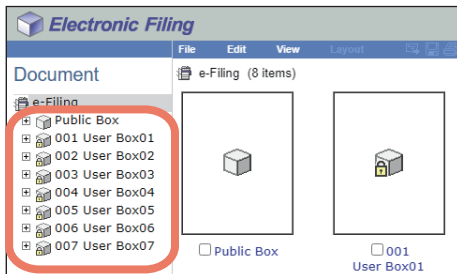 Electronic Filing
File Edit View Layout
Document
e-Filing (8 items)
e-Filing
Public Box
001 User Box01
002 User Box02
003 User Box03
004 User Box04
005 User Box05
006 User Box06
007 User Box07
Public Box
001
User Box01